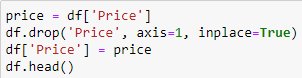 price = df['Price']
df.drop('Price', axis=1, inplace=True)
df['Price'] = price
df.head()